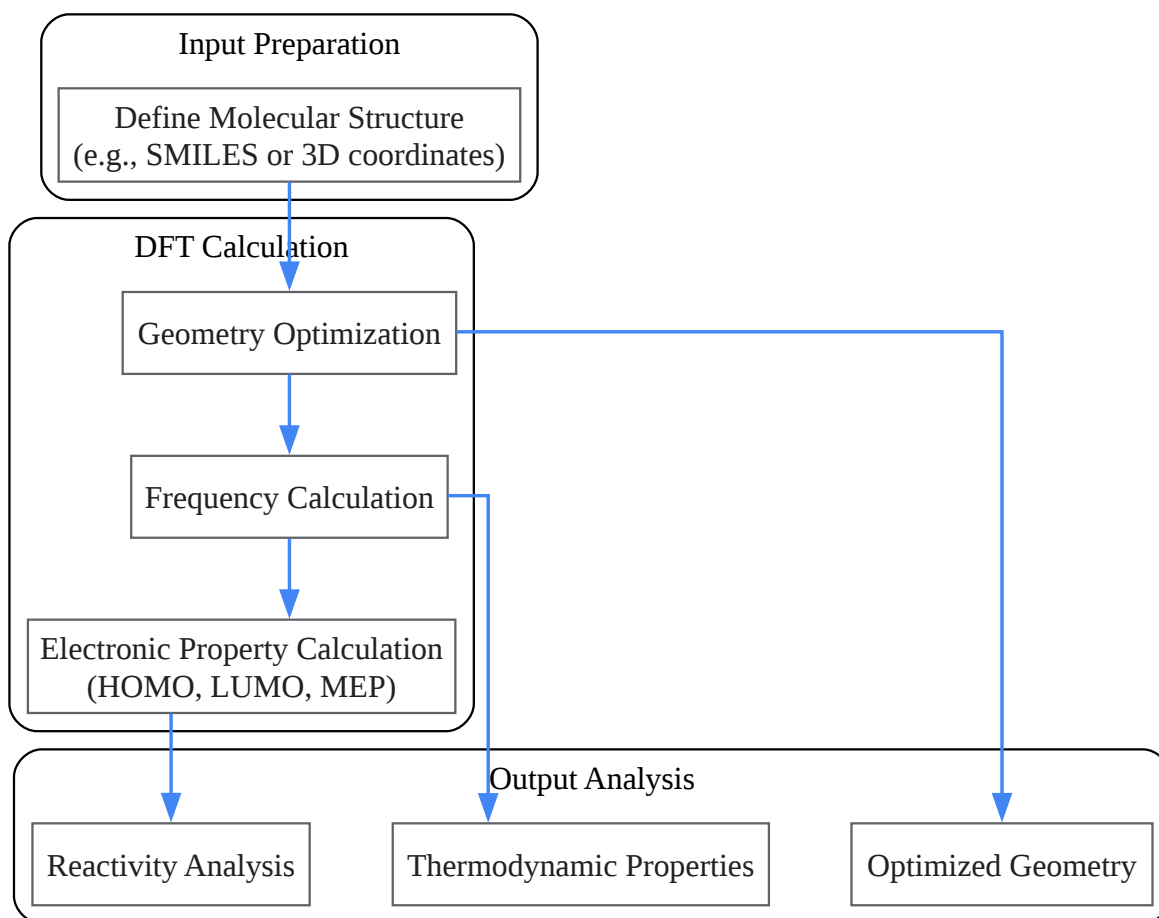 Input Preparation
Define Molecular Structure
(e.g., SMILES or 3D coordinates)
DFT Calculation
Geometry Optimization
Frequency Calculation
Electronic Property Calculation
(HOMO, LUMO, MEP)
Output Analysis
Reactivity Analysis
Thermodynamic Properties
Optimized Geometry